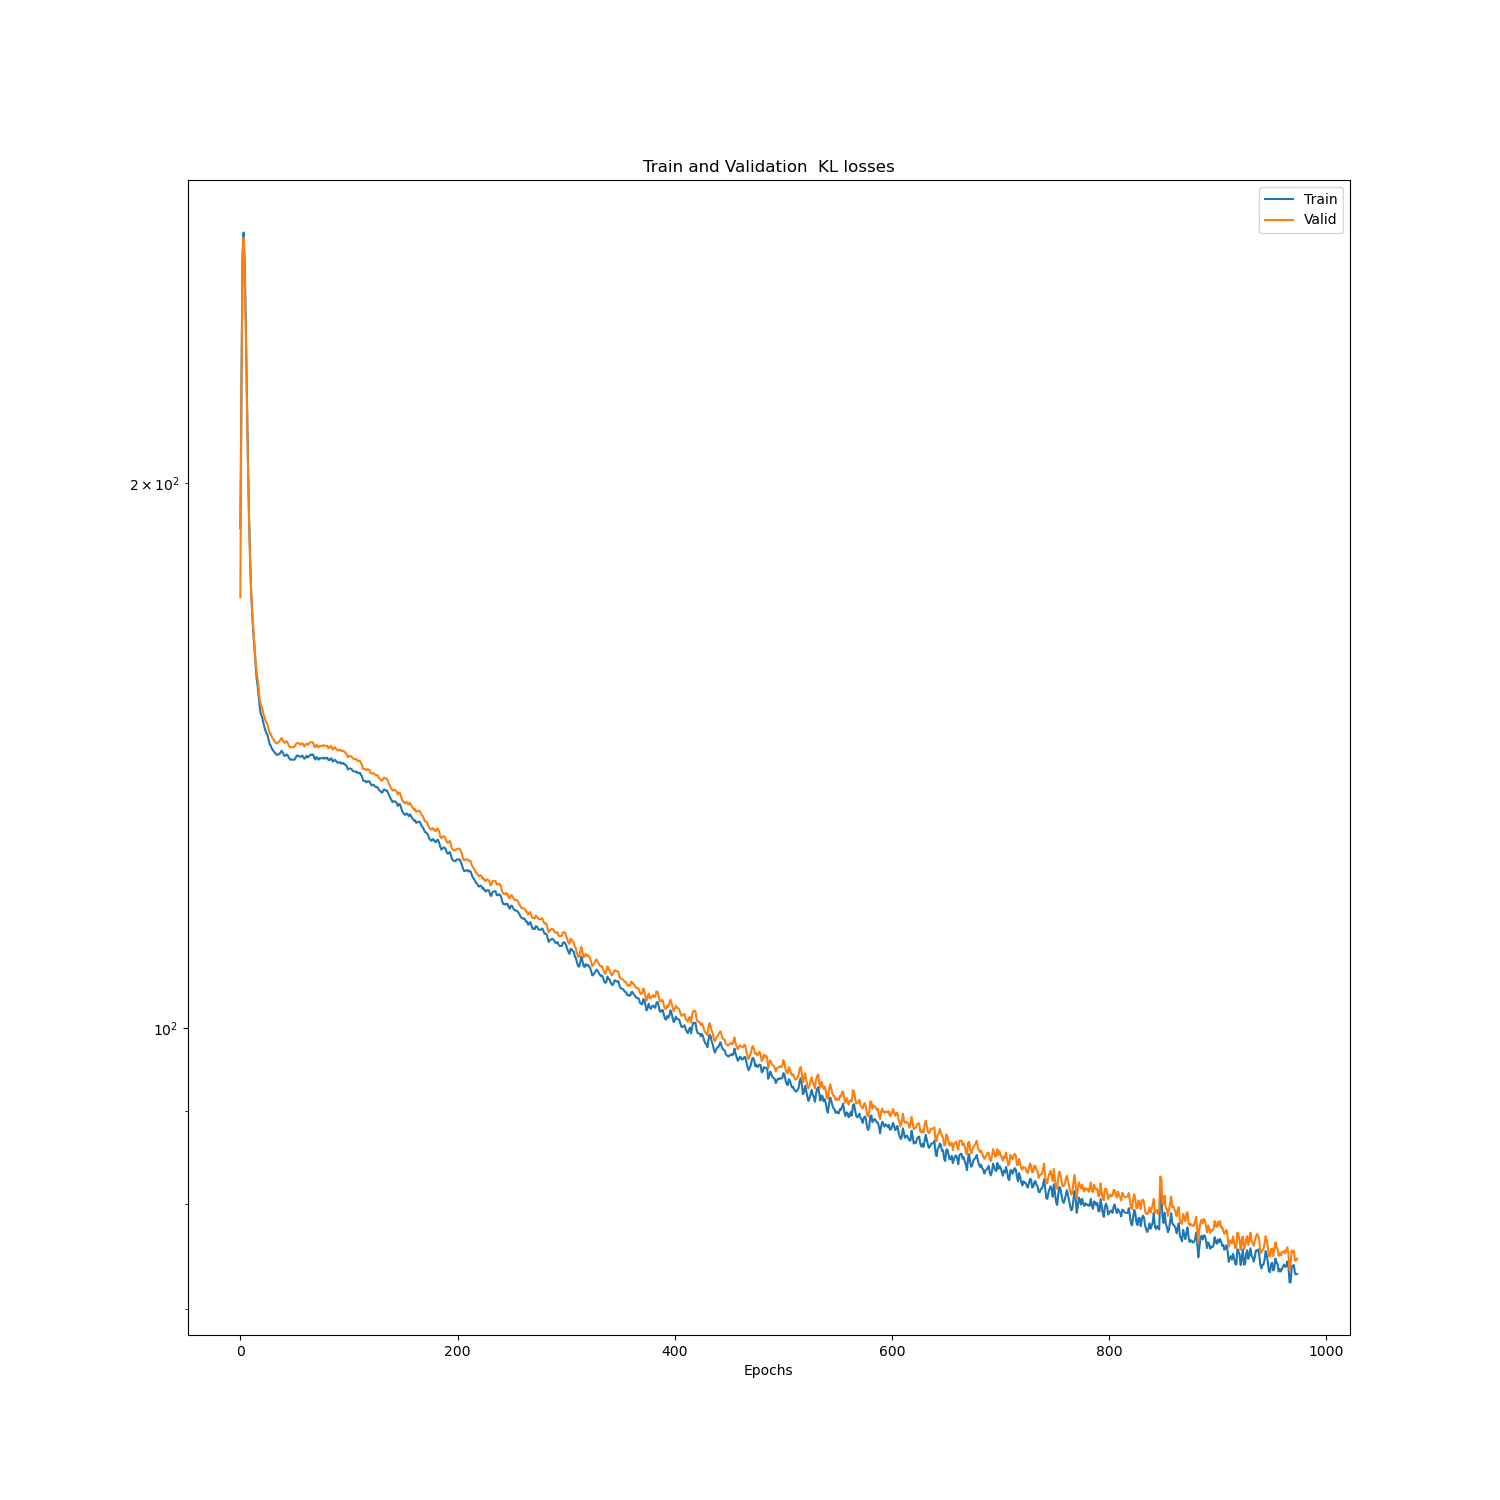 Train and Validation  KL losses
Train
Valid
2 × 10²
10²
0 200 400 600 800 1000
Epochs